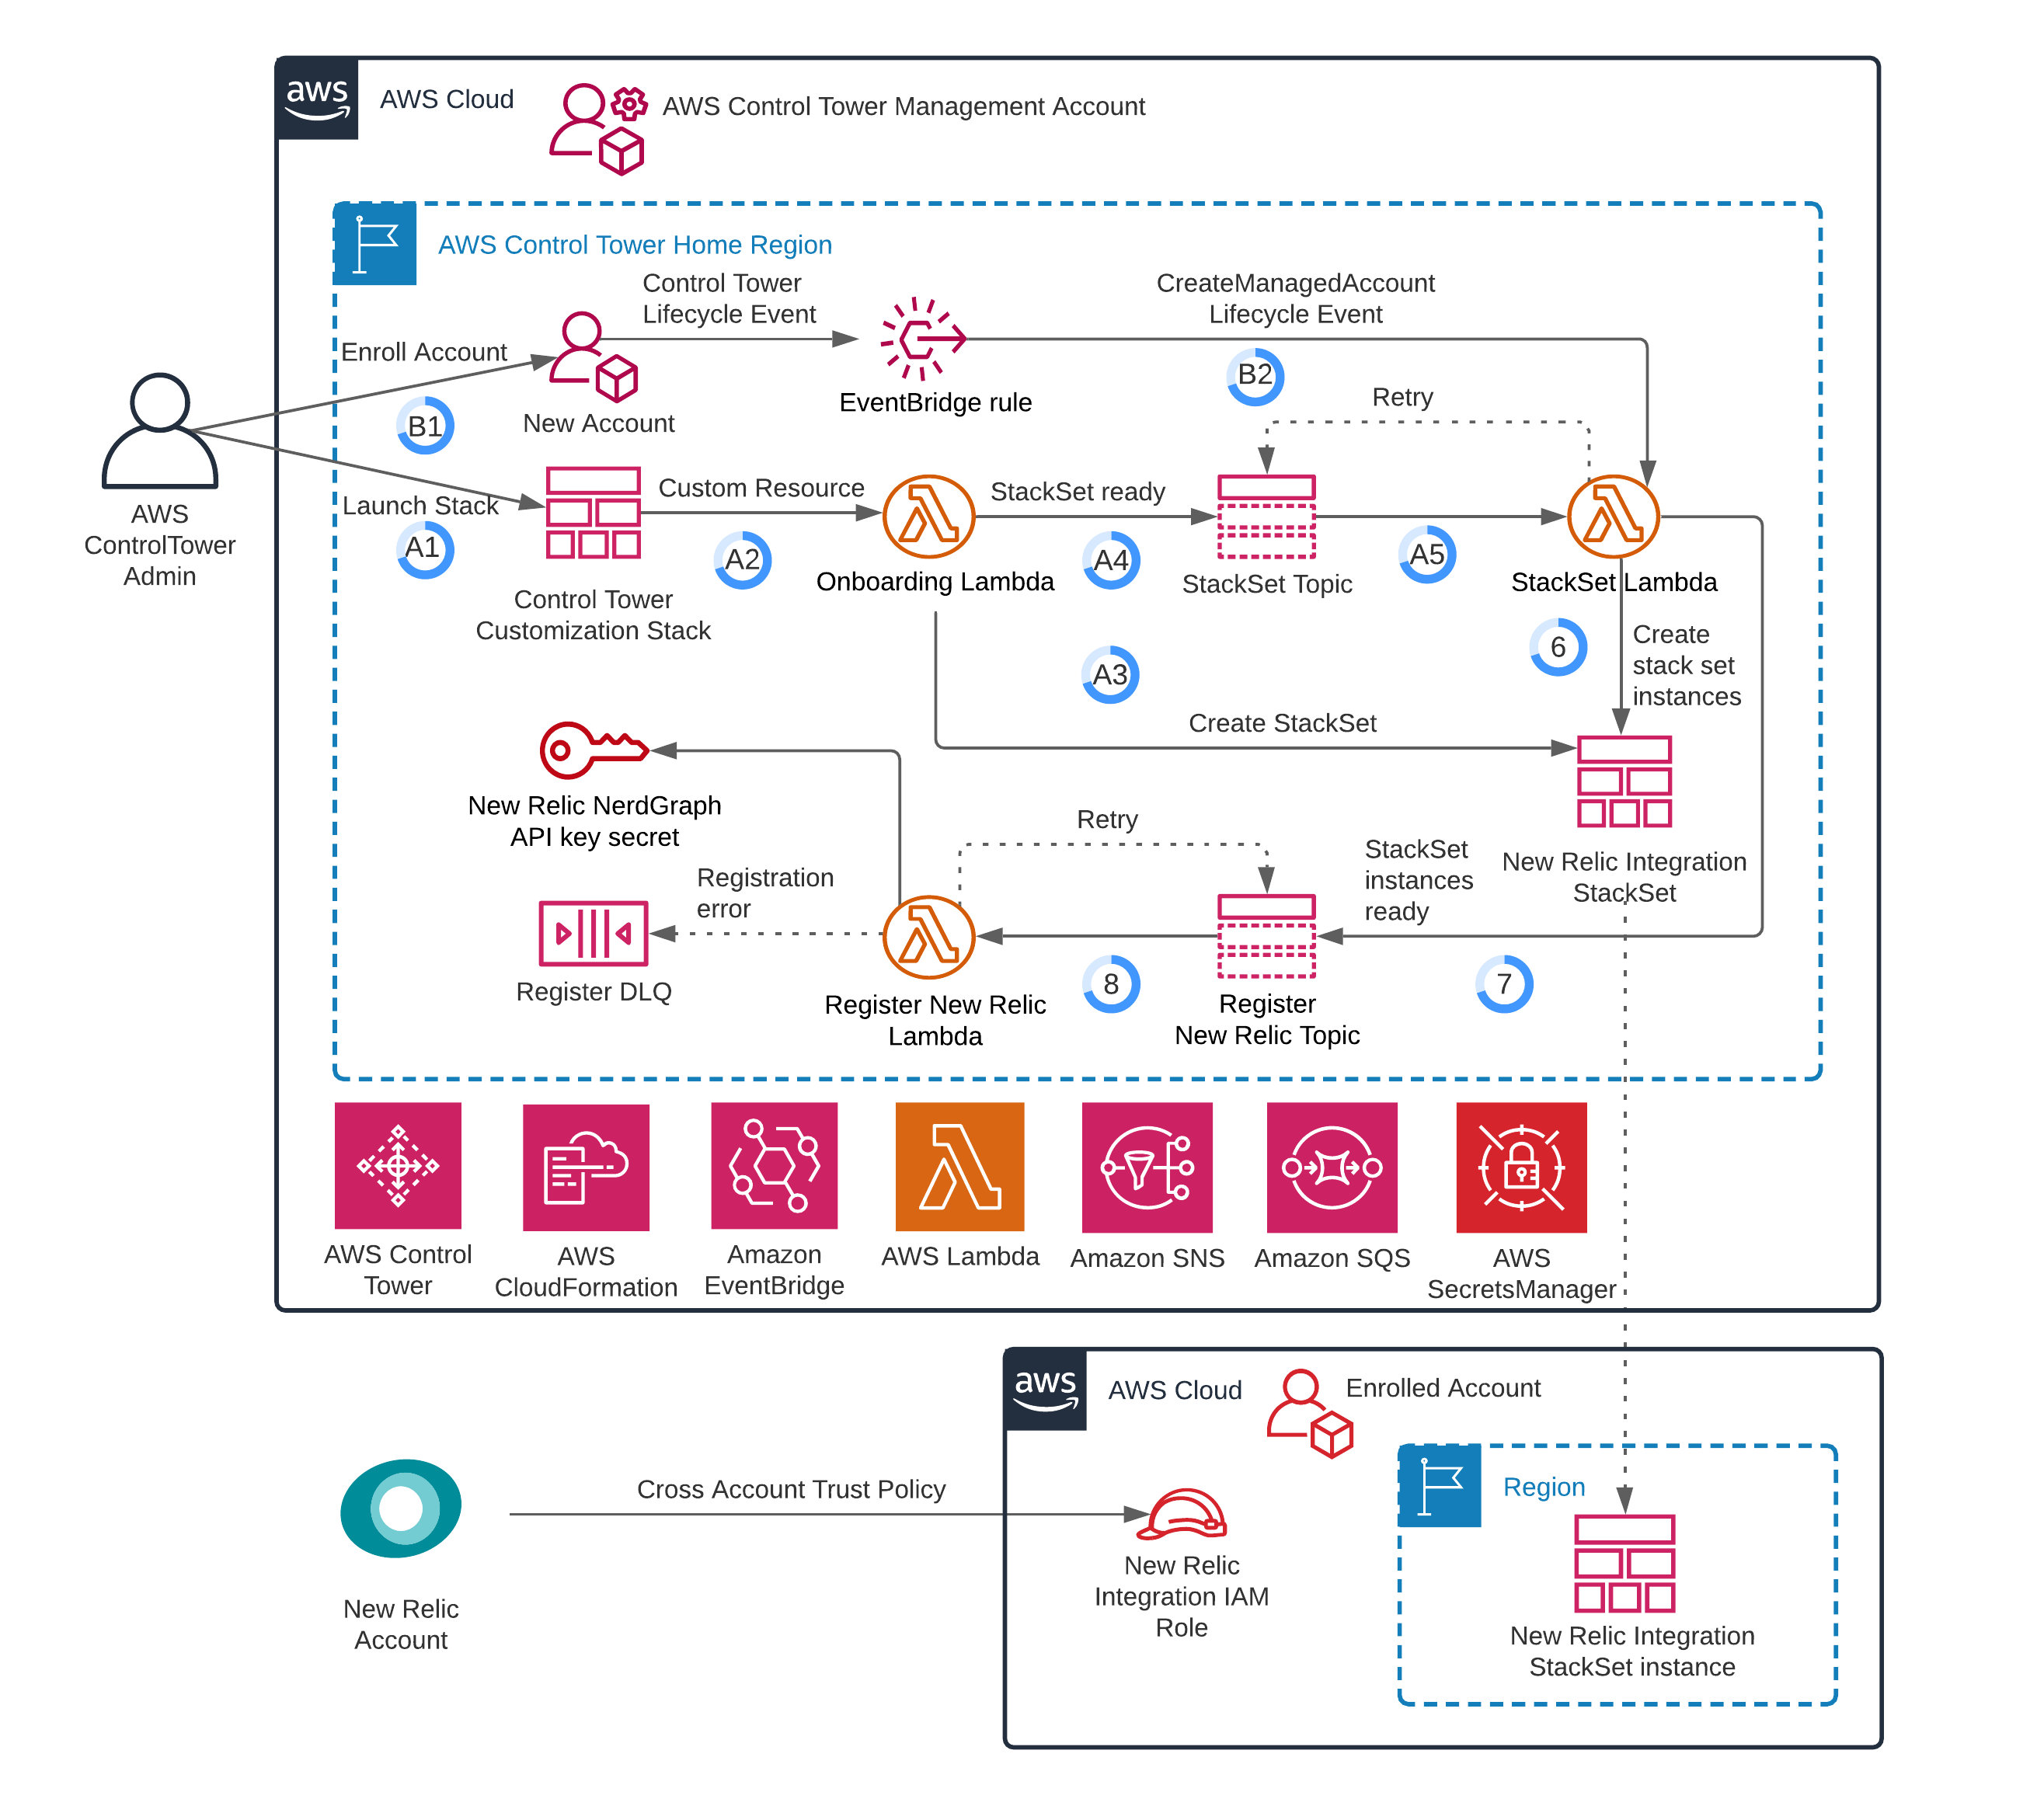 aws
AWS Cloud
AWS Control Tower Management Account
AWS Control Tower Home Region
Control Tower
Lifecycle Event
CreateManagedAccount
Lifecycle Event
Enroll Account
B1
New Account
EventBridge rule
B2
Retry
AWS
ControlTower
Admin
Launch Stack
A1
Control Tower
Customization Stack
Custom Resource
A2
Onboarding Lambda
StackSet ready
A4
StackSet Topic
A5
StackSet Lambda
A3
Create StackSet
6
Create
stack set
instances
New Relic NerdGraph
API key secret
Retry
New Relic Integration
StackSet
StackSet
instances
ready
Registration
error
Register DLQ
Register New Relic
Lambda
8
Register
New Relic Topic
7
AWS Control
Tower
AWS
CloudFormation
Amazon
EventBridge
AWS Lambda
Amazon SNS
Amazon SQS
AWS
SecretsManager
aws
AWS Cloud
Enrolled Account
Region
New Relic
Account
Cross Account Trust Policy
New Relic
Integration IAM
Role
New Relic Integration
StackSet instance